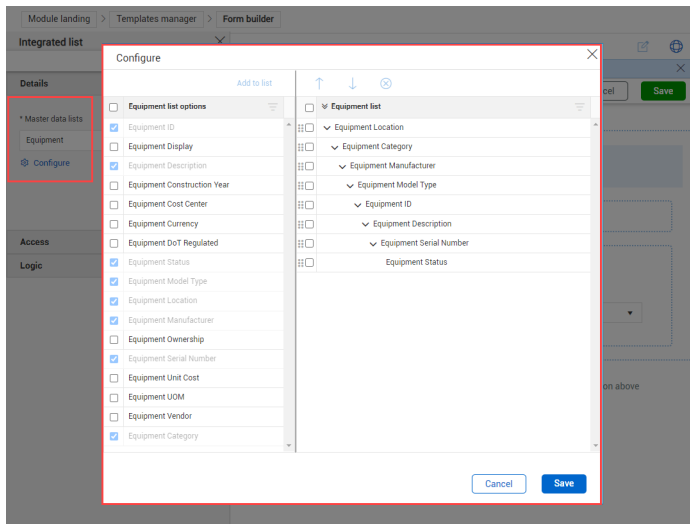 Module landing > Templates manager > Form builder
Integrated list
Details
* Master data lists
Equipment
Configure
Access
Logic
Configure
Add to list
Equipment list options
Equipment ID
Equipment Display
Equipment Description
Equipment Construction Year
Equipment Cost Center
Equipment Currency
Equipment DoT Regulated
Equipment Status
Equipment Model Type
Equipment Location
Equipment Manufacturer
Equipment Ownership
Equipment Serial Number
Equipment Unit Cost
Equipment UOM
Equipment Vendor
Equipment Category
Equipment list
Equipment Location
Equipment Category
Equipment Manufacturer
Equipment Model Type
Equipment ID
Equipment Description
Equipment Serial Number
Equipment Status
Cancel
Save
cel
Save
on above